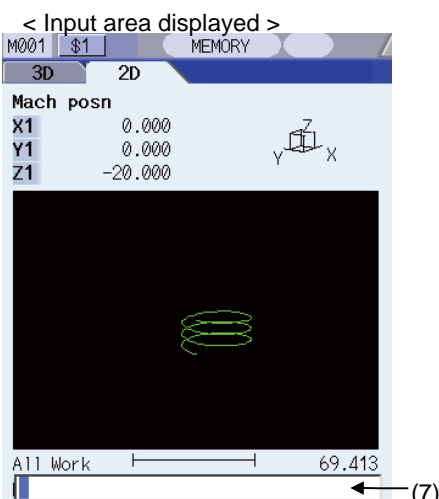 < Input area displayed >
M001 $1 MEMORY
3D 2D
Mach posn
X1 0.000
Y1 0.000
Z1 -20.000
Z
Y X
All Work 69.413
(7)